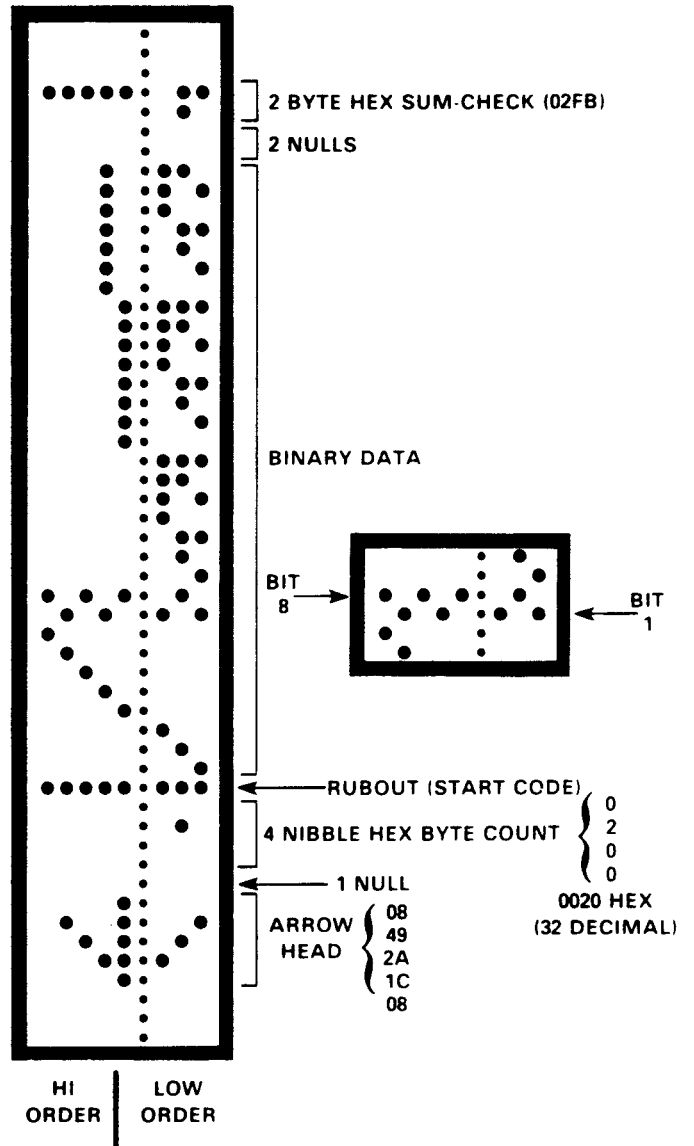 2 BYTE HEX SUM-CHECK (02FB)
2 NULLS
BINARY DATA
BIT
8
BIT
1
RUBOUT (START CODE)
4 NIBBLE HEX BYTE COUNT
0
2
0
0
1 NULL
0020 HEX
(32 DECIMAL)
ARROW
HEAD
08
49
2A
1C
08
HI
ORDER
LOW
ORDER